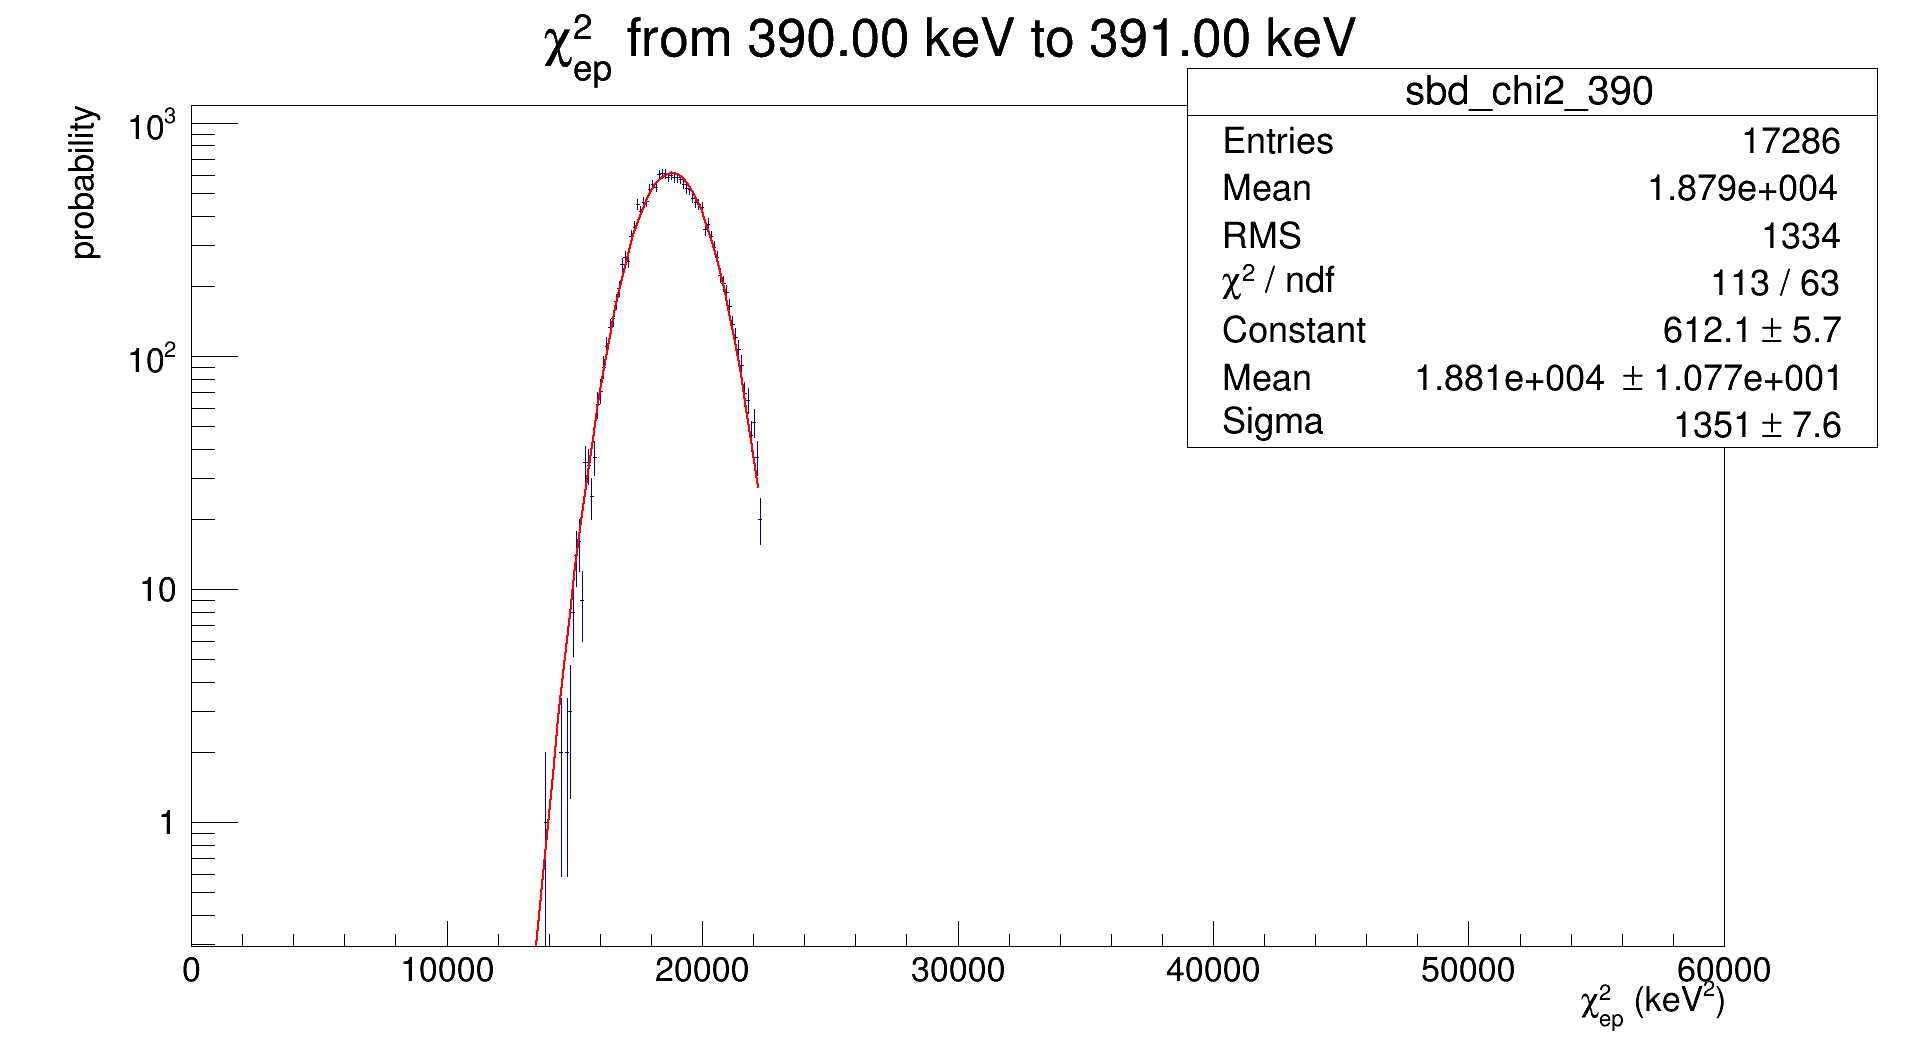 χ²ep from 390.00 keV to 391.00 keV
probability
10³
10²
10
1
sbd_chi2_390
Entries 17286
Mean 1.879e+004
RMS 1334
χ² / ndf 113 / 63
Constant 612.1 ± 5.7
Mean 1.881e+004 ± 1.077e+001
Sigma 1351 ± 7.6
0 10000 20000 30000 40000 50000 60000
χ²ep (keV²)